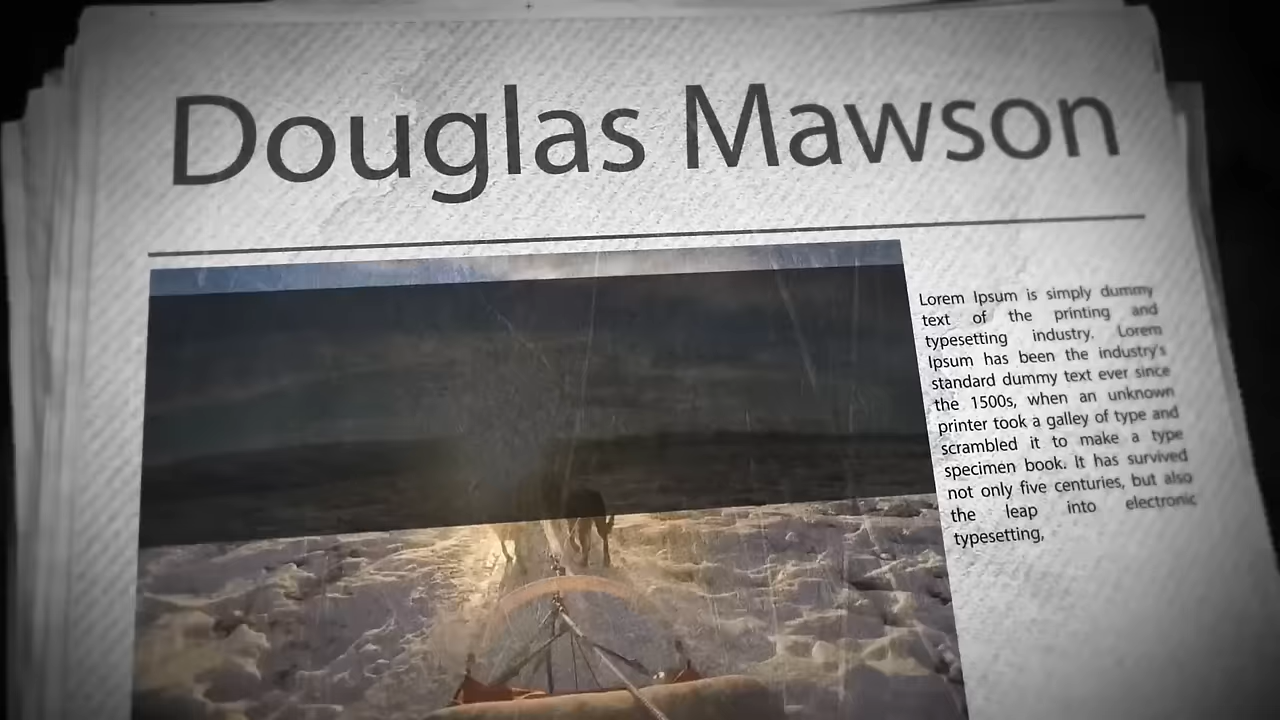 Douglas Mawson
Lorem Ipsum is simply dummy
text of the printing and
typesetting industry. Lorem
Ipsum has been the industry's
standard dummy text ever since
the 1500s, when an unknown
printer took a galley of type and
scrambled it to make a type
specimen book. It has survived
not only five centuries, but also
the leap into electronic
typesetting,